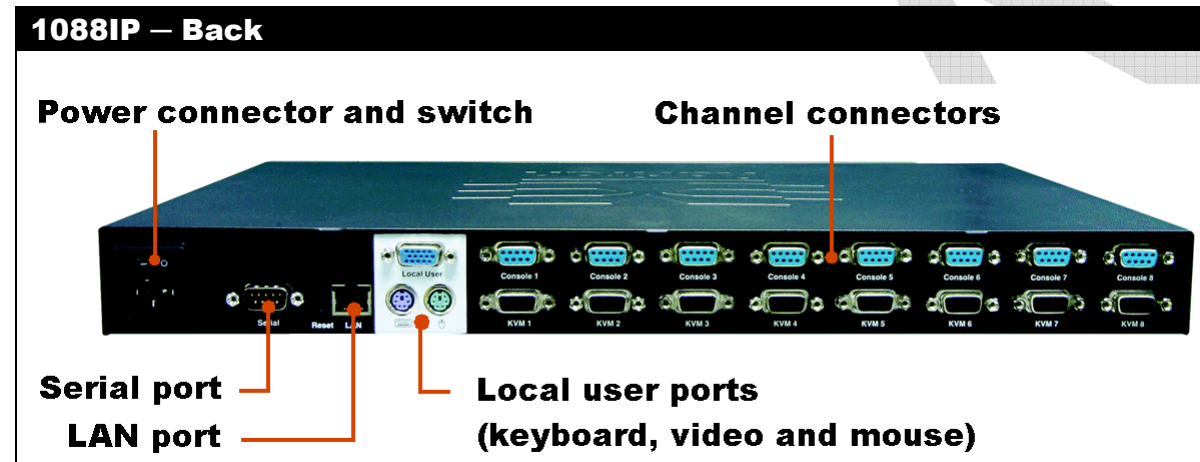 1088IP — Back
Power connector and switch
Channel connectors
Local User
Console 1 Console 2 Console 3 Console 4 Console 5 Console 6 Console 7 Console 8
Serial Reset LAN
KVM 1 KVM 2 KVM 3 KVM 4 KVM 5 KVM 6 KVM 7 KVM 8
Serial port
LAN port
Local user ports
(keyboard, video and mouse)